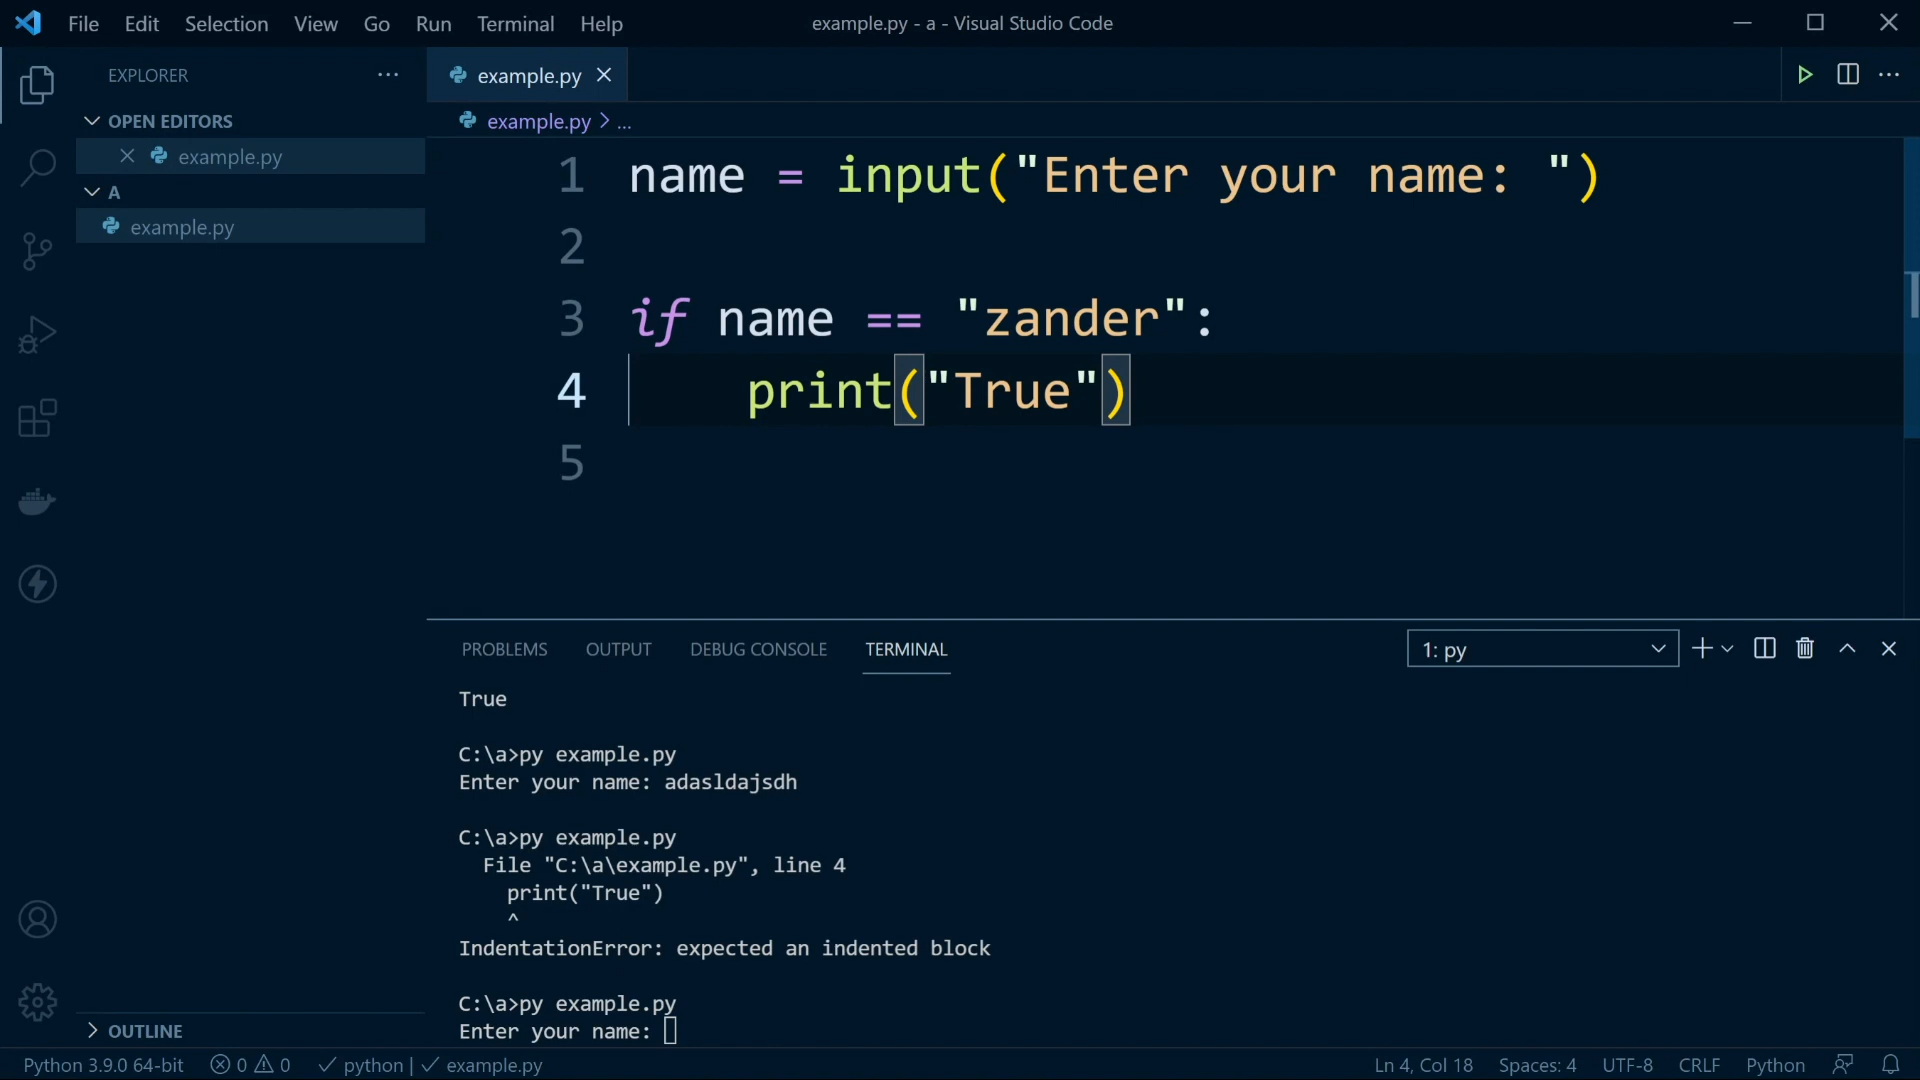 File Edit Selection View Go Run Terminal Help example.py - a - Visual Studio Code
EXPLORER ...
example.py
OPEN EDITORS
example.py
A
example.py
example.py > ...
1 name = input("Enter your name: ")
2
3 if name == "zander":
4 print("True")
5
PROBLEMS OUTPUT DEBUG CONSOLE TERMINAL 1: py
True
C:\a>py example.py
Enter your name: adasldajsdh
C:\a>py example.py
File "C:\a\example.py", line 4
print("True")
^
IndentationError: expected an indented block
C:\a>py example.py
Enter your name:
OUTLINE
Python 3.9.0 64-bit 0 0 python | example.py Ln 4, Col 18 Spaces: 4 UTF-8 CRLF Python